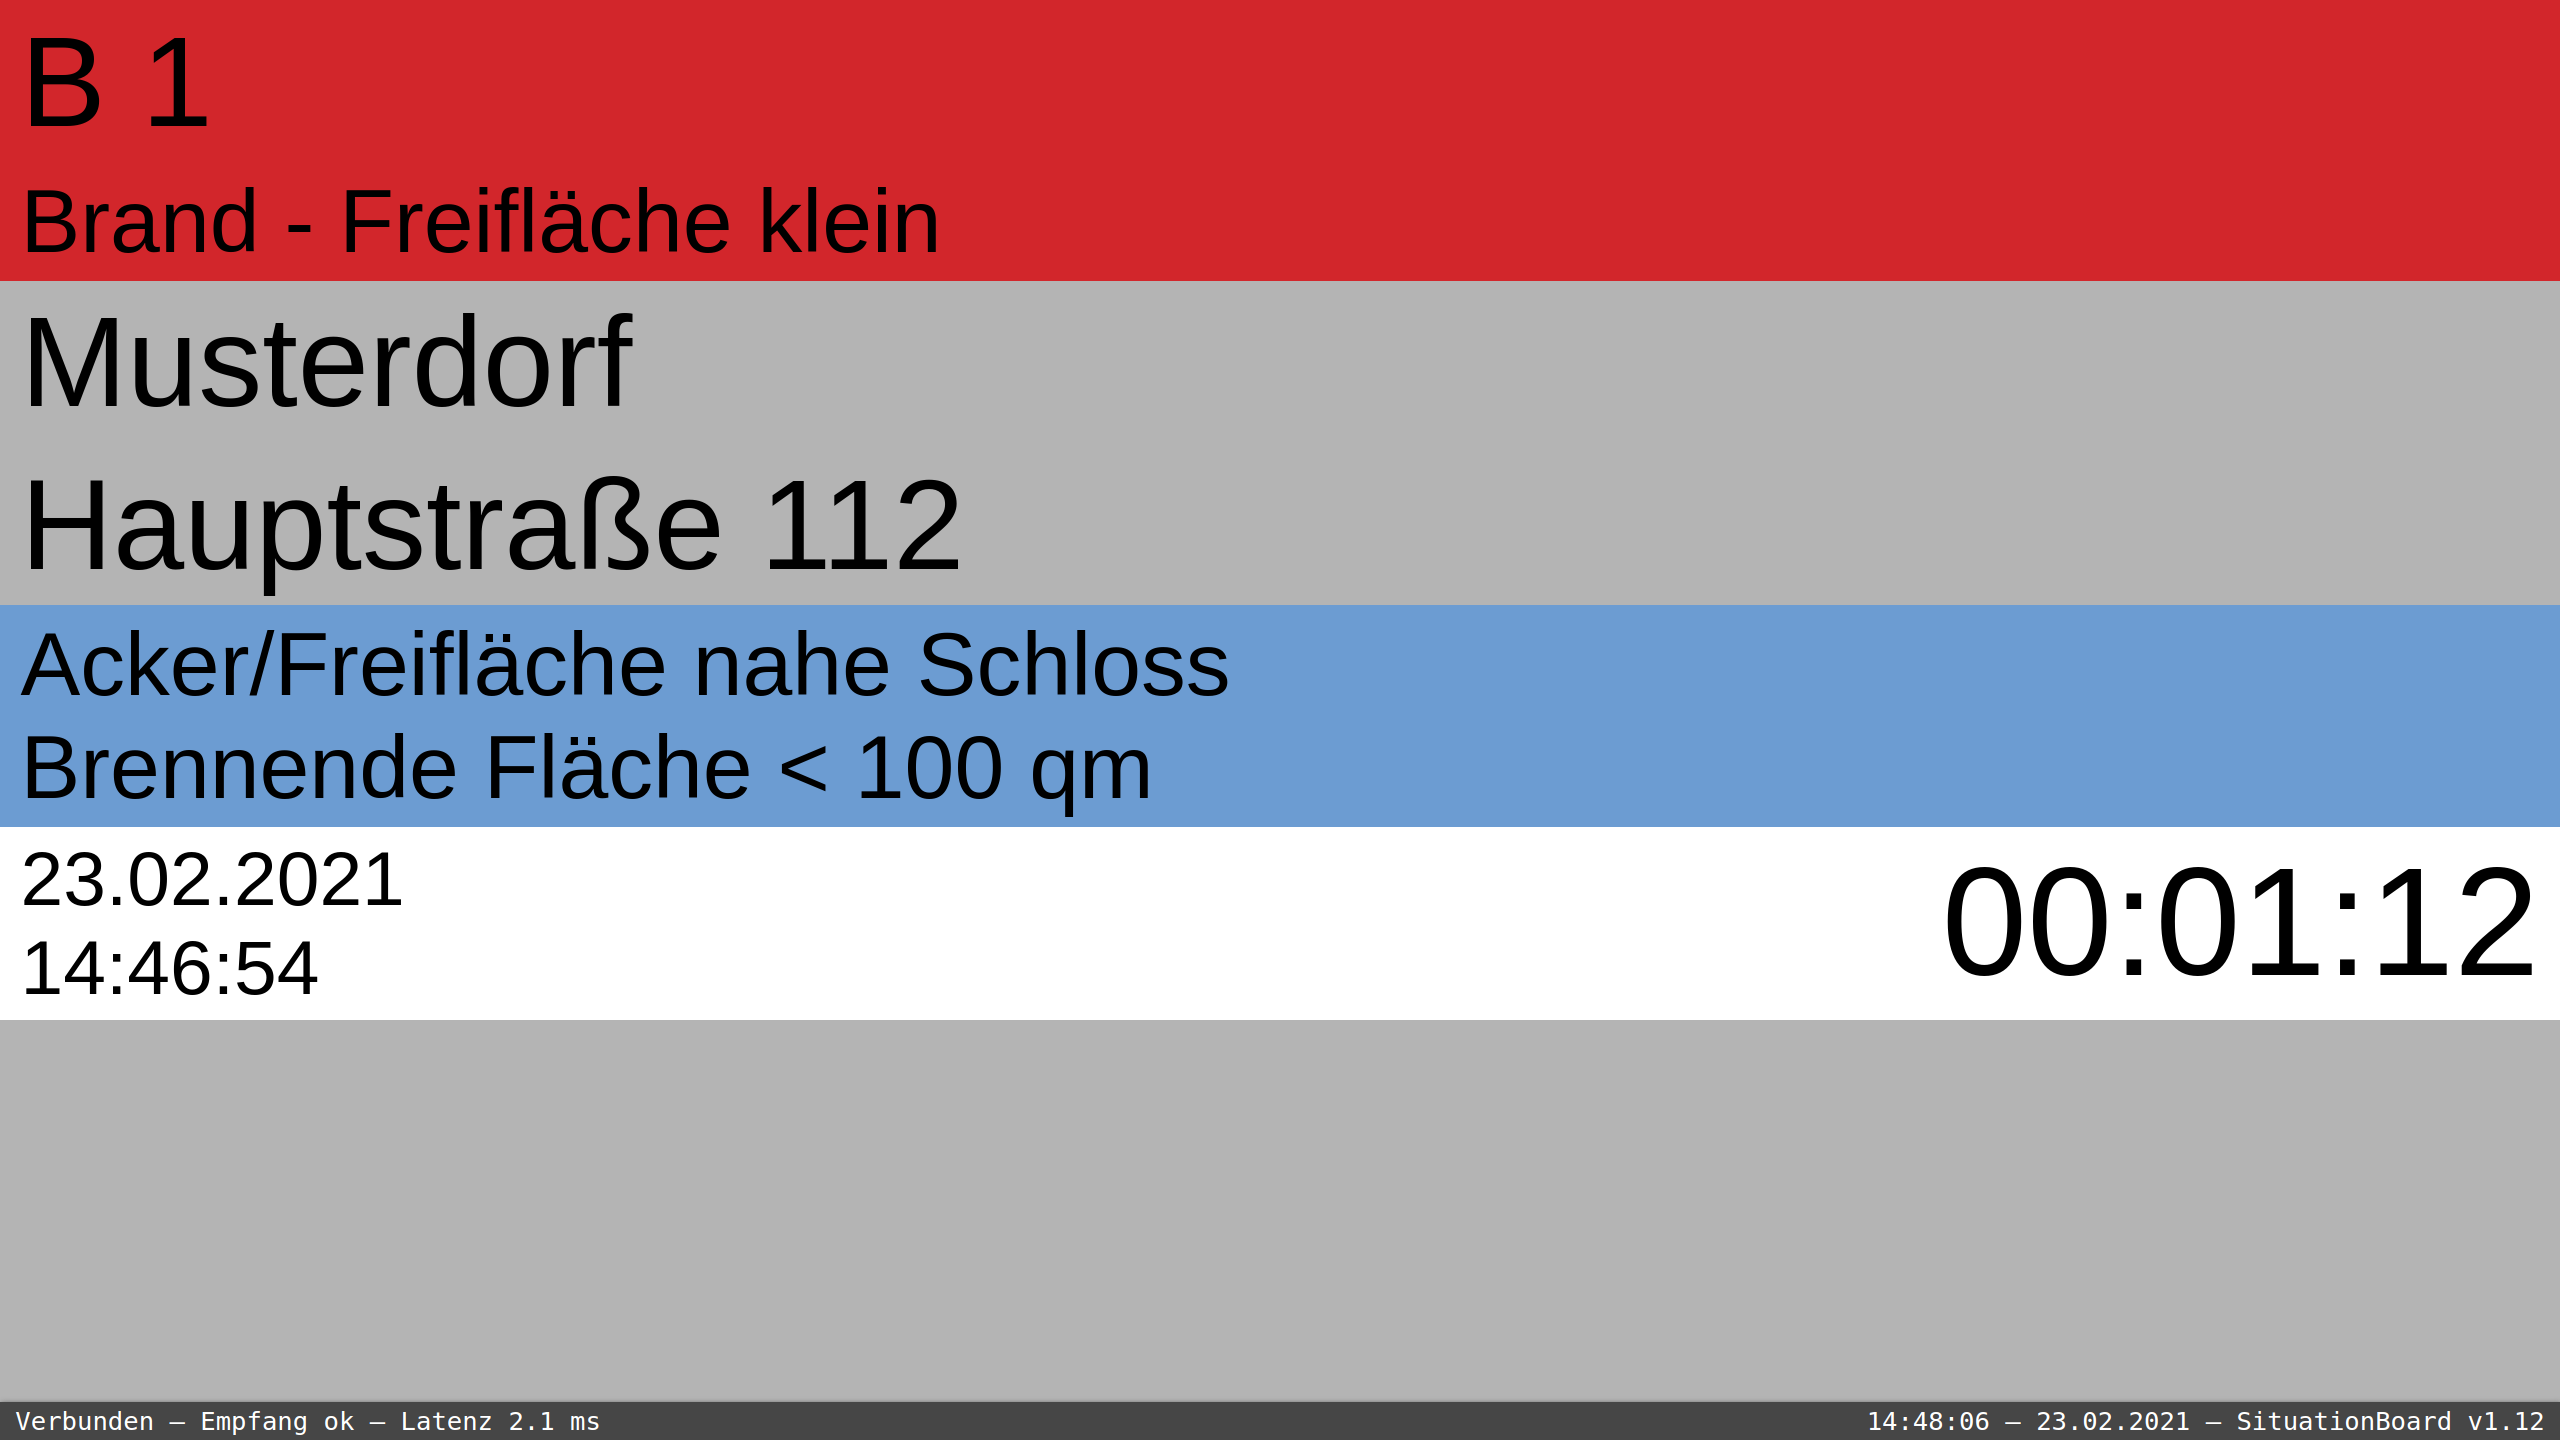 B 1
Brand - Freifläche klein
Musterdorf
Hauptstraße 112
Acker/Freifläche nahe Schloss
Brennende Fläche < 100 qm
23.02.2021
14:46:54
00:01:12
Verbunden – Empfang ok – Latenz 2.1 ms
14:48:06 – 23.02.2021 – SituationBoard v1.12